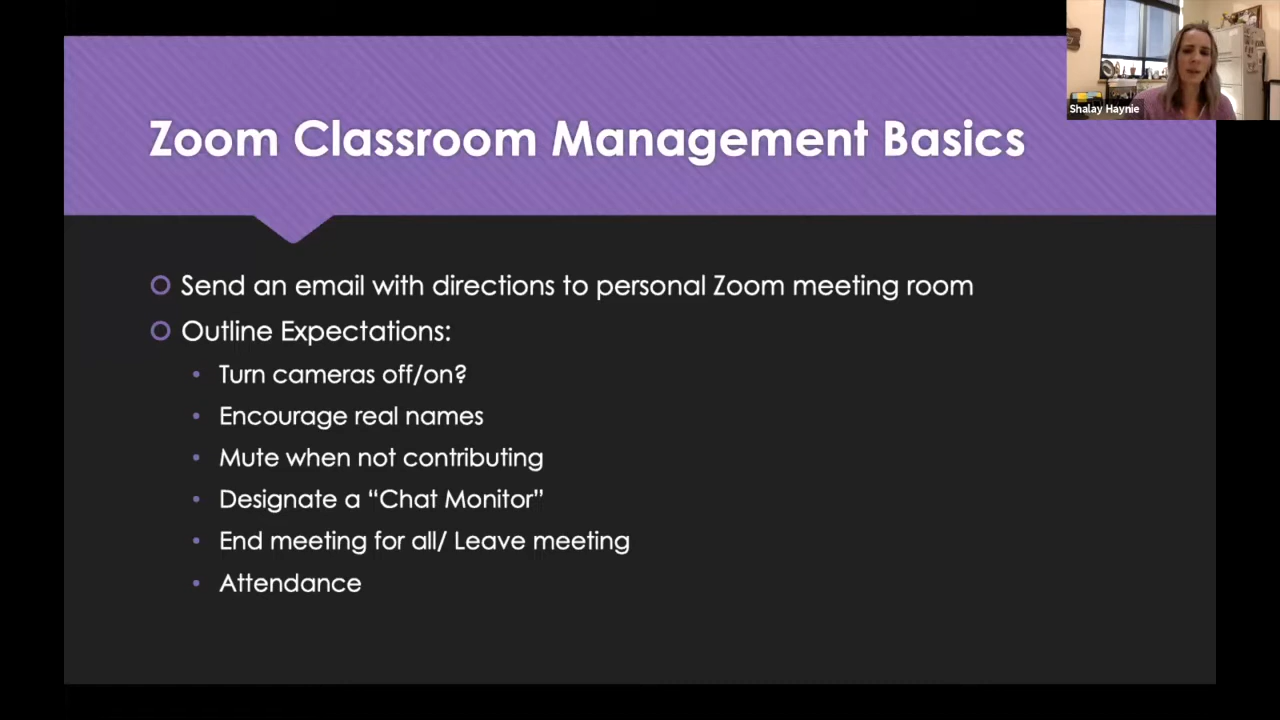 Zoom Classroom Management Basics
Shalay Haynie
Send an email with directions to personal Zoom meeting room
Outline Expectations:
Turn cameras off/on?
Encourage real names
Mute when not contributing
Designate a “Chat Monitor”
End meeting for all/ Leave meeting
Attendance